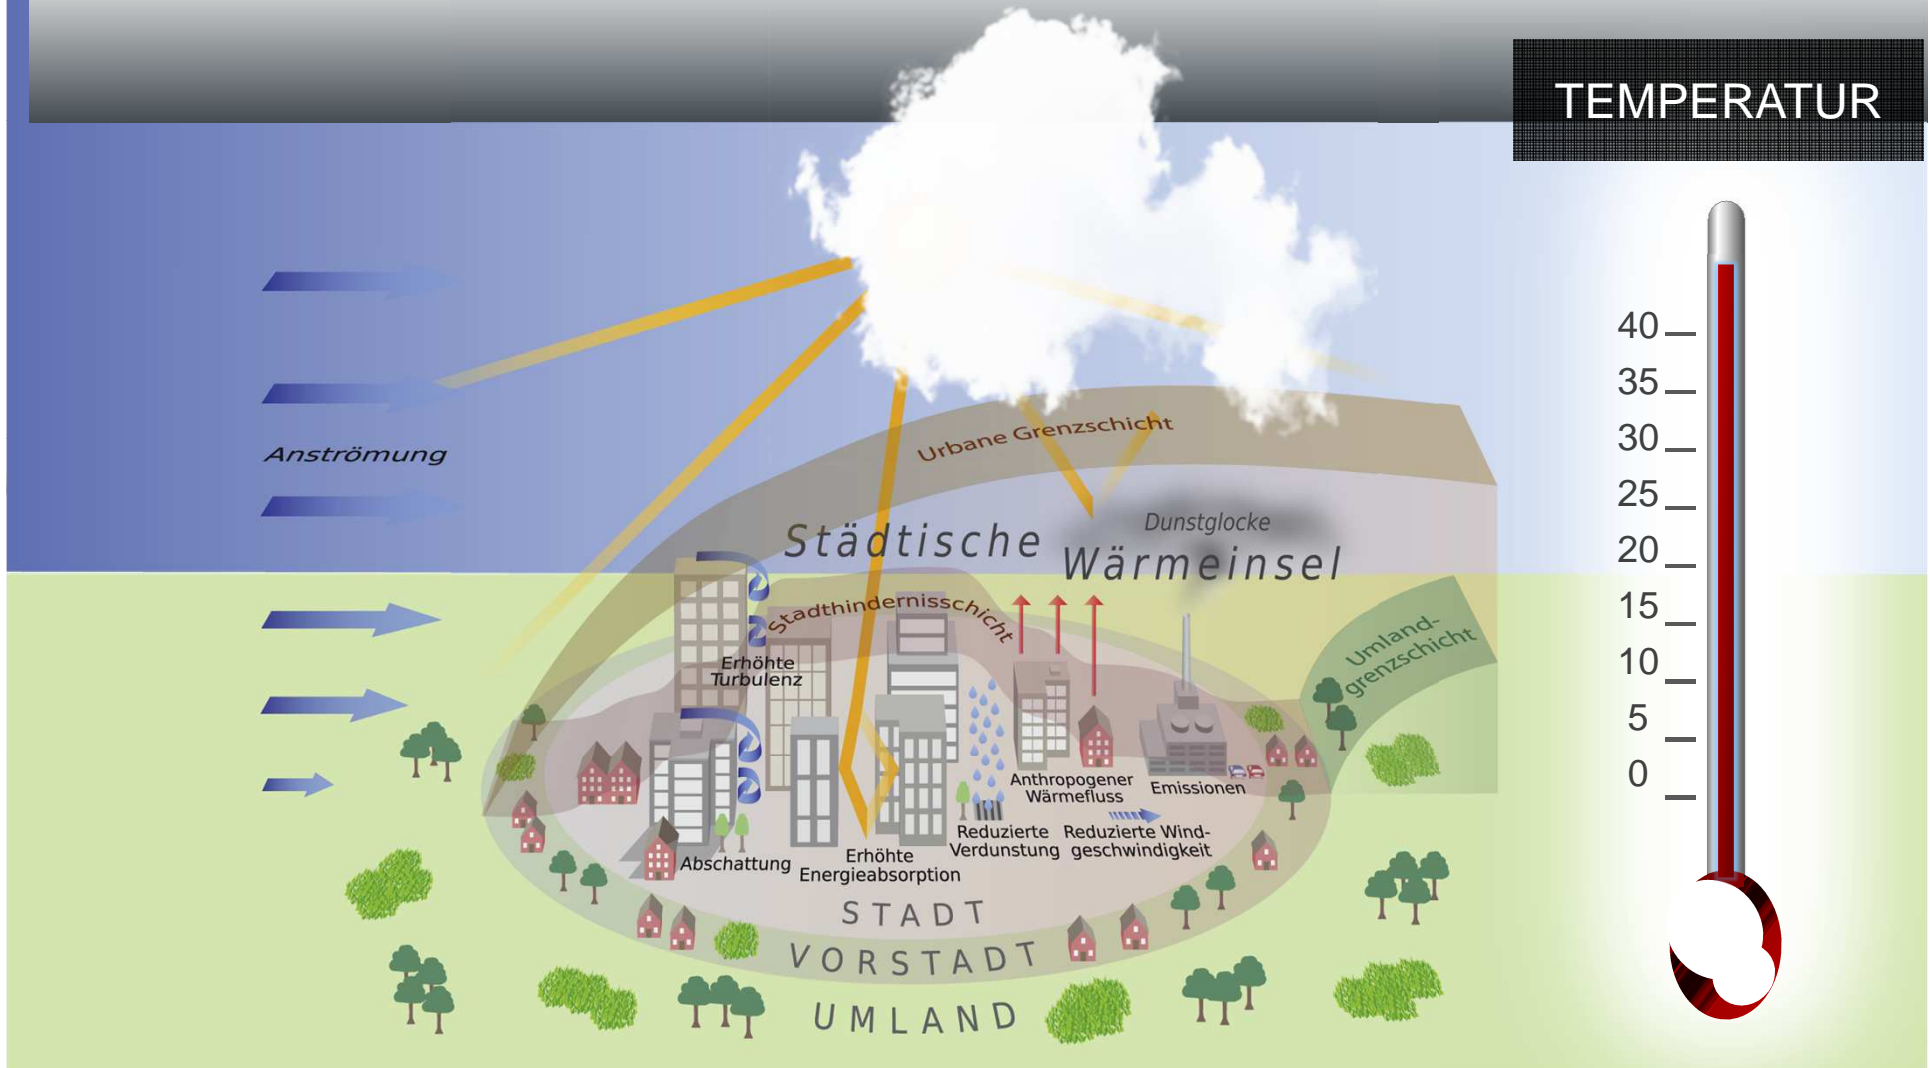 TEMPERATUR
40
35
30
25
20
15
10
5
0
Anströmung
Urbane Grenzschicht
Dunstglocke
Städtische
Wärmeinsel
Stadthindernisschicht
Umland-
grenzschicht
Erhöhte
Turbulenz
Anthropogener
Wärmefluss
Emissionen
Reduzierte
Verdunstung
Reduzierte Wind-
geschwindigkeit
Abschattung
Erhöhte
Energieabsorption
STADT
VORSTADT
UMLAND